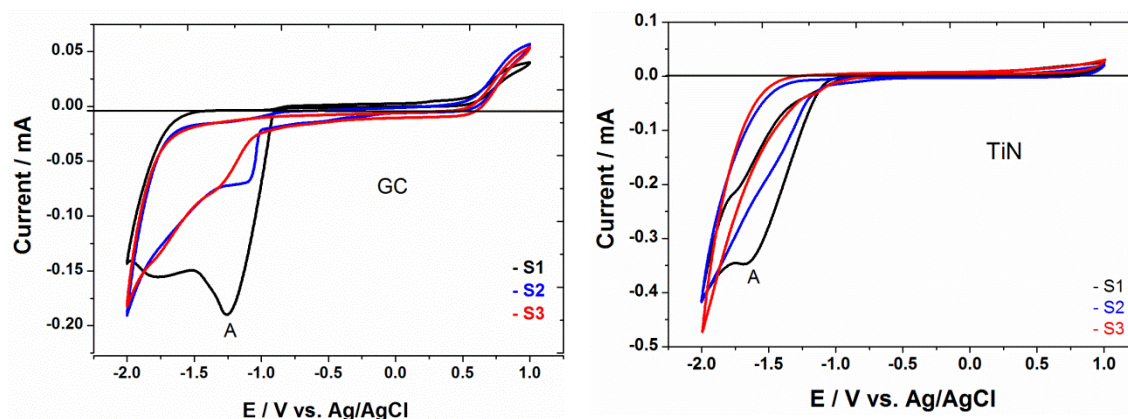 0.05
0.00
-0.05
-0.10
-0.15
-0.20
Current / mA
GC
A
- S1
- S2
- S3
-2.0 -1.5 -1.0 -0.5 0.0 0.5 1.0
E / V vs. Ag/AgCl
0.1
0.0
-0.1
-0.2
-0.3
-0.4
-0.5
Current / mA
TiN
A
- S1
- S2
- S3
-2.0 -1.5 -1.0 -0.5 0.0 0.5 1.0
E / V vs. Ag/AgCl